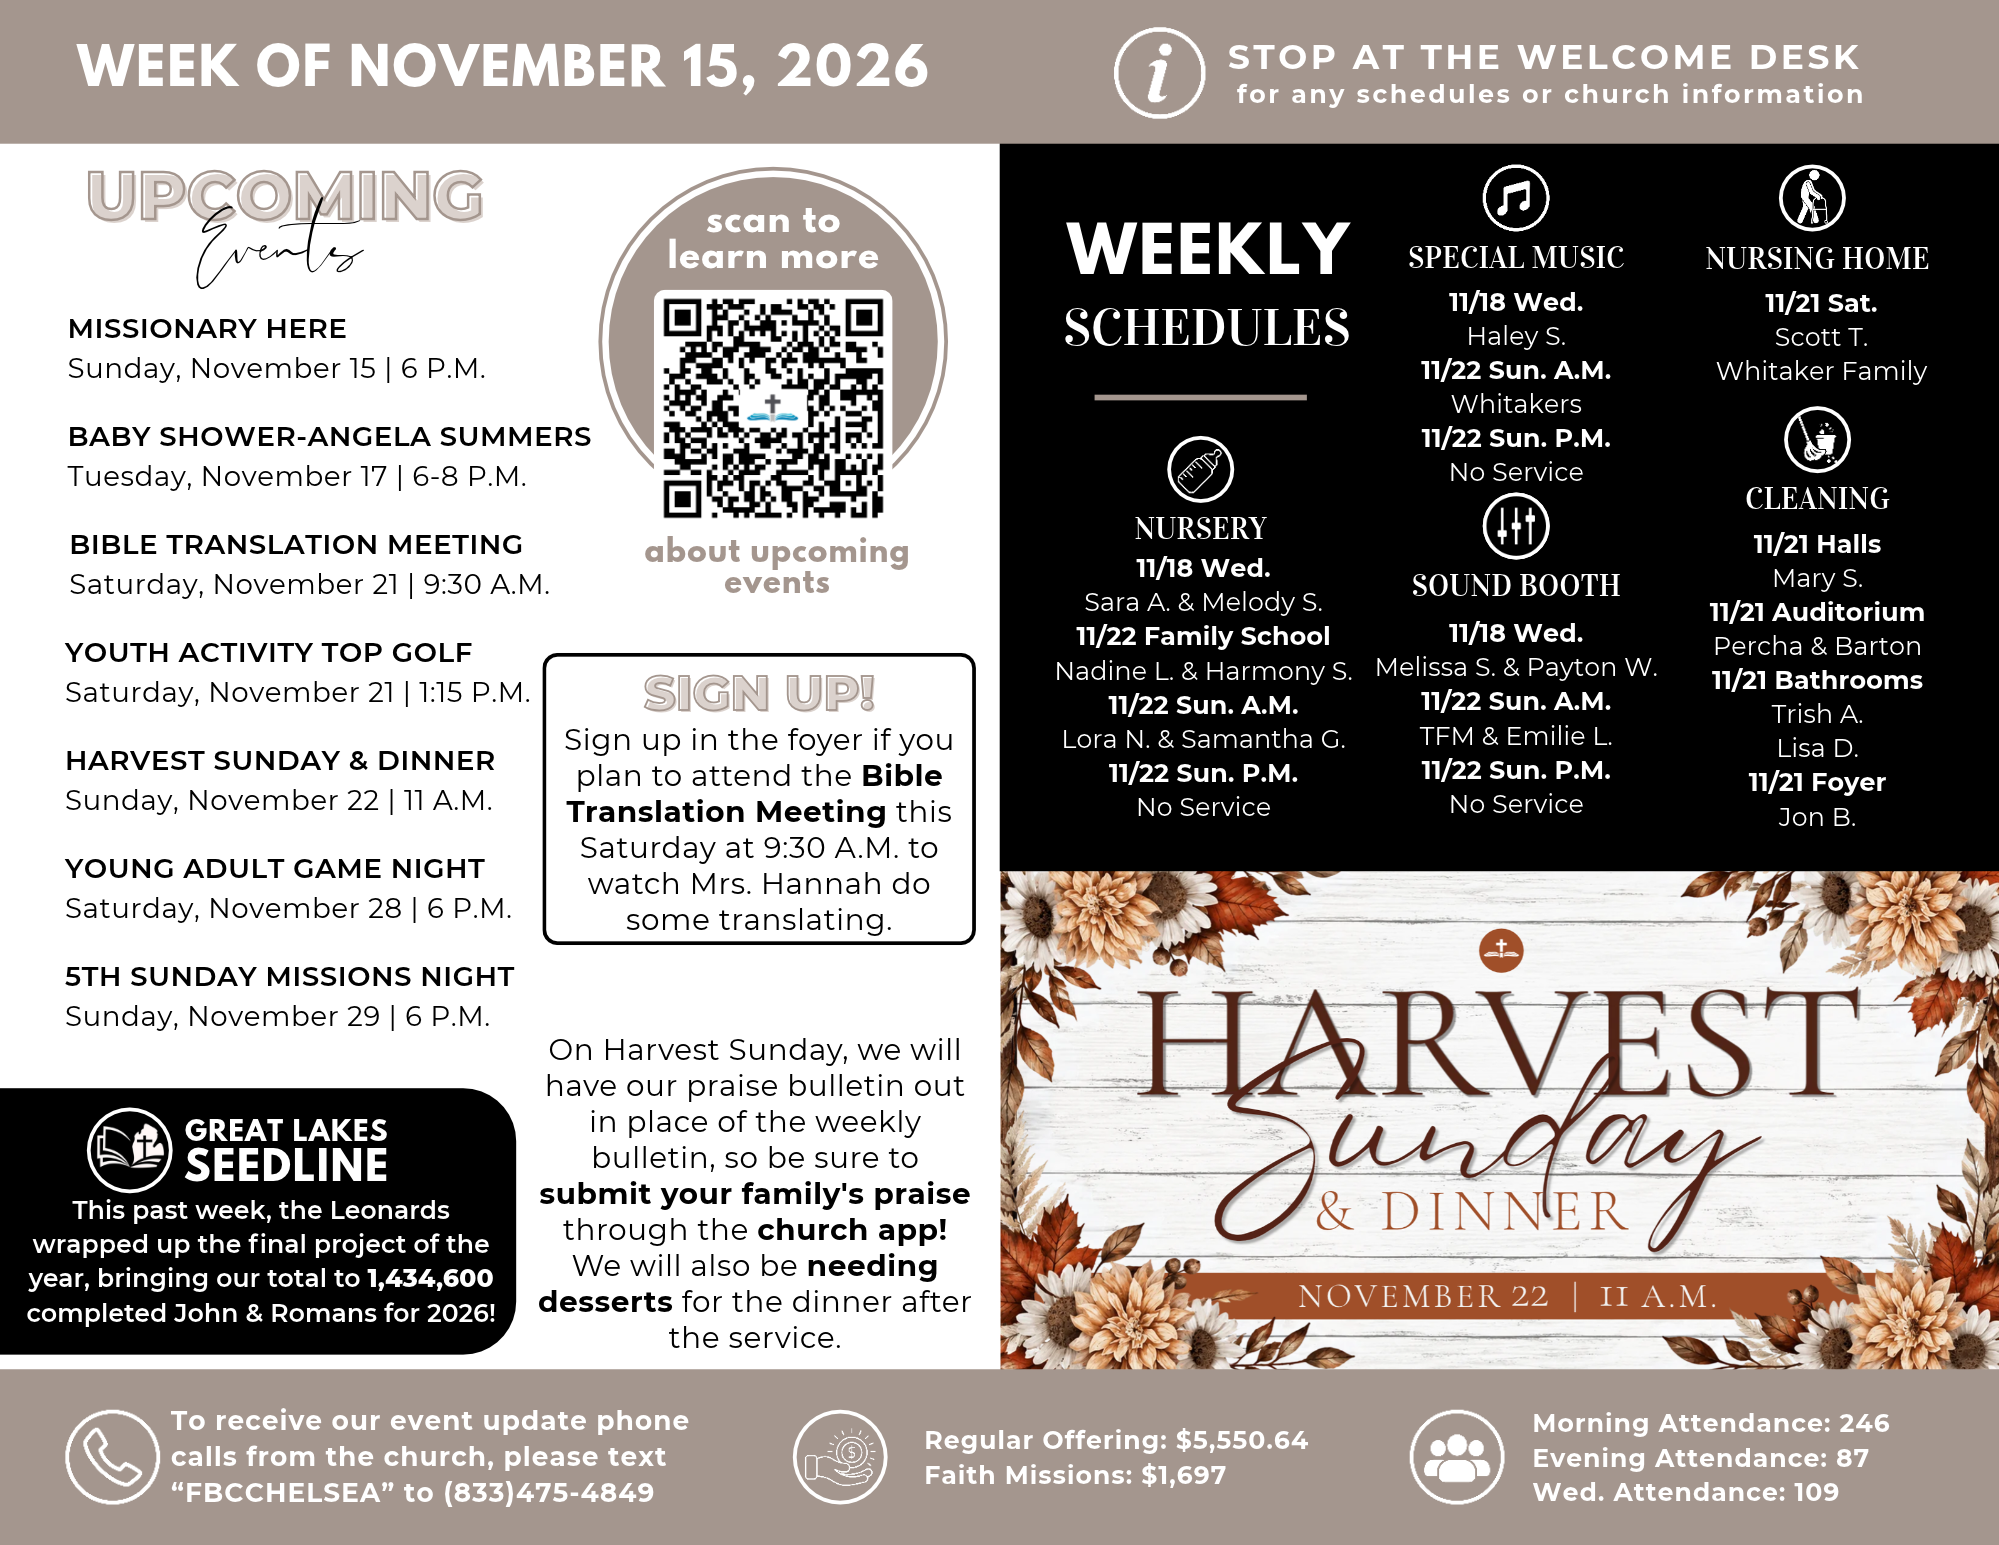 WEEK OF NOVEMBER 15, 2026
STOP AT THE WELCOME DESK
for any schedules or church information
UPCOMING
Events
MISSIONARY HERE
Sunday, November 15 | 6 P.M.
BABY SHOWER-ANGELA SUMMERS
Tuesday, November 17 | 6-8 P.M.
BIBLE TRANSLATION MEETING
Saturday, November 21 | 9:30 A.M.
YOUTH ACTIVITY TOP GOLF
Saturday, November 21 | 1:15 P.M.
HARVEST SUNDAY & DINNER
Sunday, November 22 | 11 A.M.
YOUNG ADULT GAME NIGHT
Saturday, November 28 | 6 P.M.
5TH SUNDAY MISSIONS NIGHT
Sunday, November 29 | 6 P.M.
GREAT LAKES
SEEDLINE
This past week, the Leonards
wrapped up the final project of the
year, bringing our total to 1,434,600
completed John & Romans for 2026!
scan to
learn more
about upcoming
events
SIGN UP!
Sign up in the foyer if you
plan to attend the Bible
Translation Meeting this
Saturday at 9:30 A.M. to
watch Mrs. Hannah do
some translating.
On Harvest Sunday, we will
have our praise bulletin out
in place of the weekly
bulletin, so be sure to
submit your family's praise
through the church app!
We will also be needing
desserts for the dinner after
the service.
WEEKLY
SCHEDULES
NURSERY
11/18 Wed.
Sara A. & Melody S.
11/22 Family School
Nadine L. & Harmony S.
11/22 Sun. A.M.
Lora N. & Samantha G.
11/22 Sun. P.M.
No Service
SPECIAL MUSIC
11/18 Wed.
Haley S.
11/22 Sun. A.M.
Whitakers
11/22 Sun. P.M.
No Service
SOUND BOOTH
11/18 Wed.
Melissa S. & Payton W.
11/22 Sun. A.M.
TFM & Emilie L.
11/22 Sun. P.M.
No Service
NURSING HOME
11/21 Sat.
Scott T.
Whitaker Family
CLEANING
11/21 Halls
Mary S.
11/21 Auditorium
Percha & Barton
11/21 Bathrooms
Trish A.
Lisa D.
11/21 Foyer
Jon B.
HARVEST
Sunday
& DINNER
NOVEMBER 22 | 11 A.M.
To receive our event update phone
calls from the church, please text
“FBCCHELSEA” to (833)475-4849
Regular Offering: $5,550.64
Faith Missions: $1,697
Morning Attendance: 246
Evening Attendance: 87
Wed. Attendance: 109